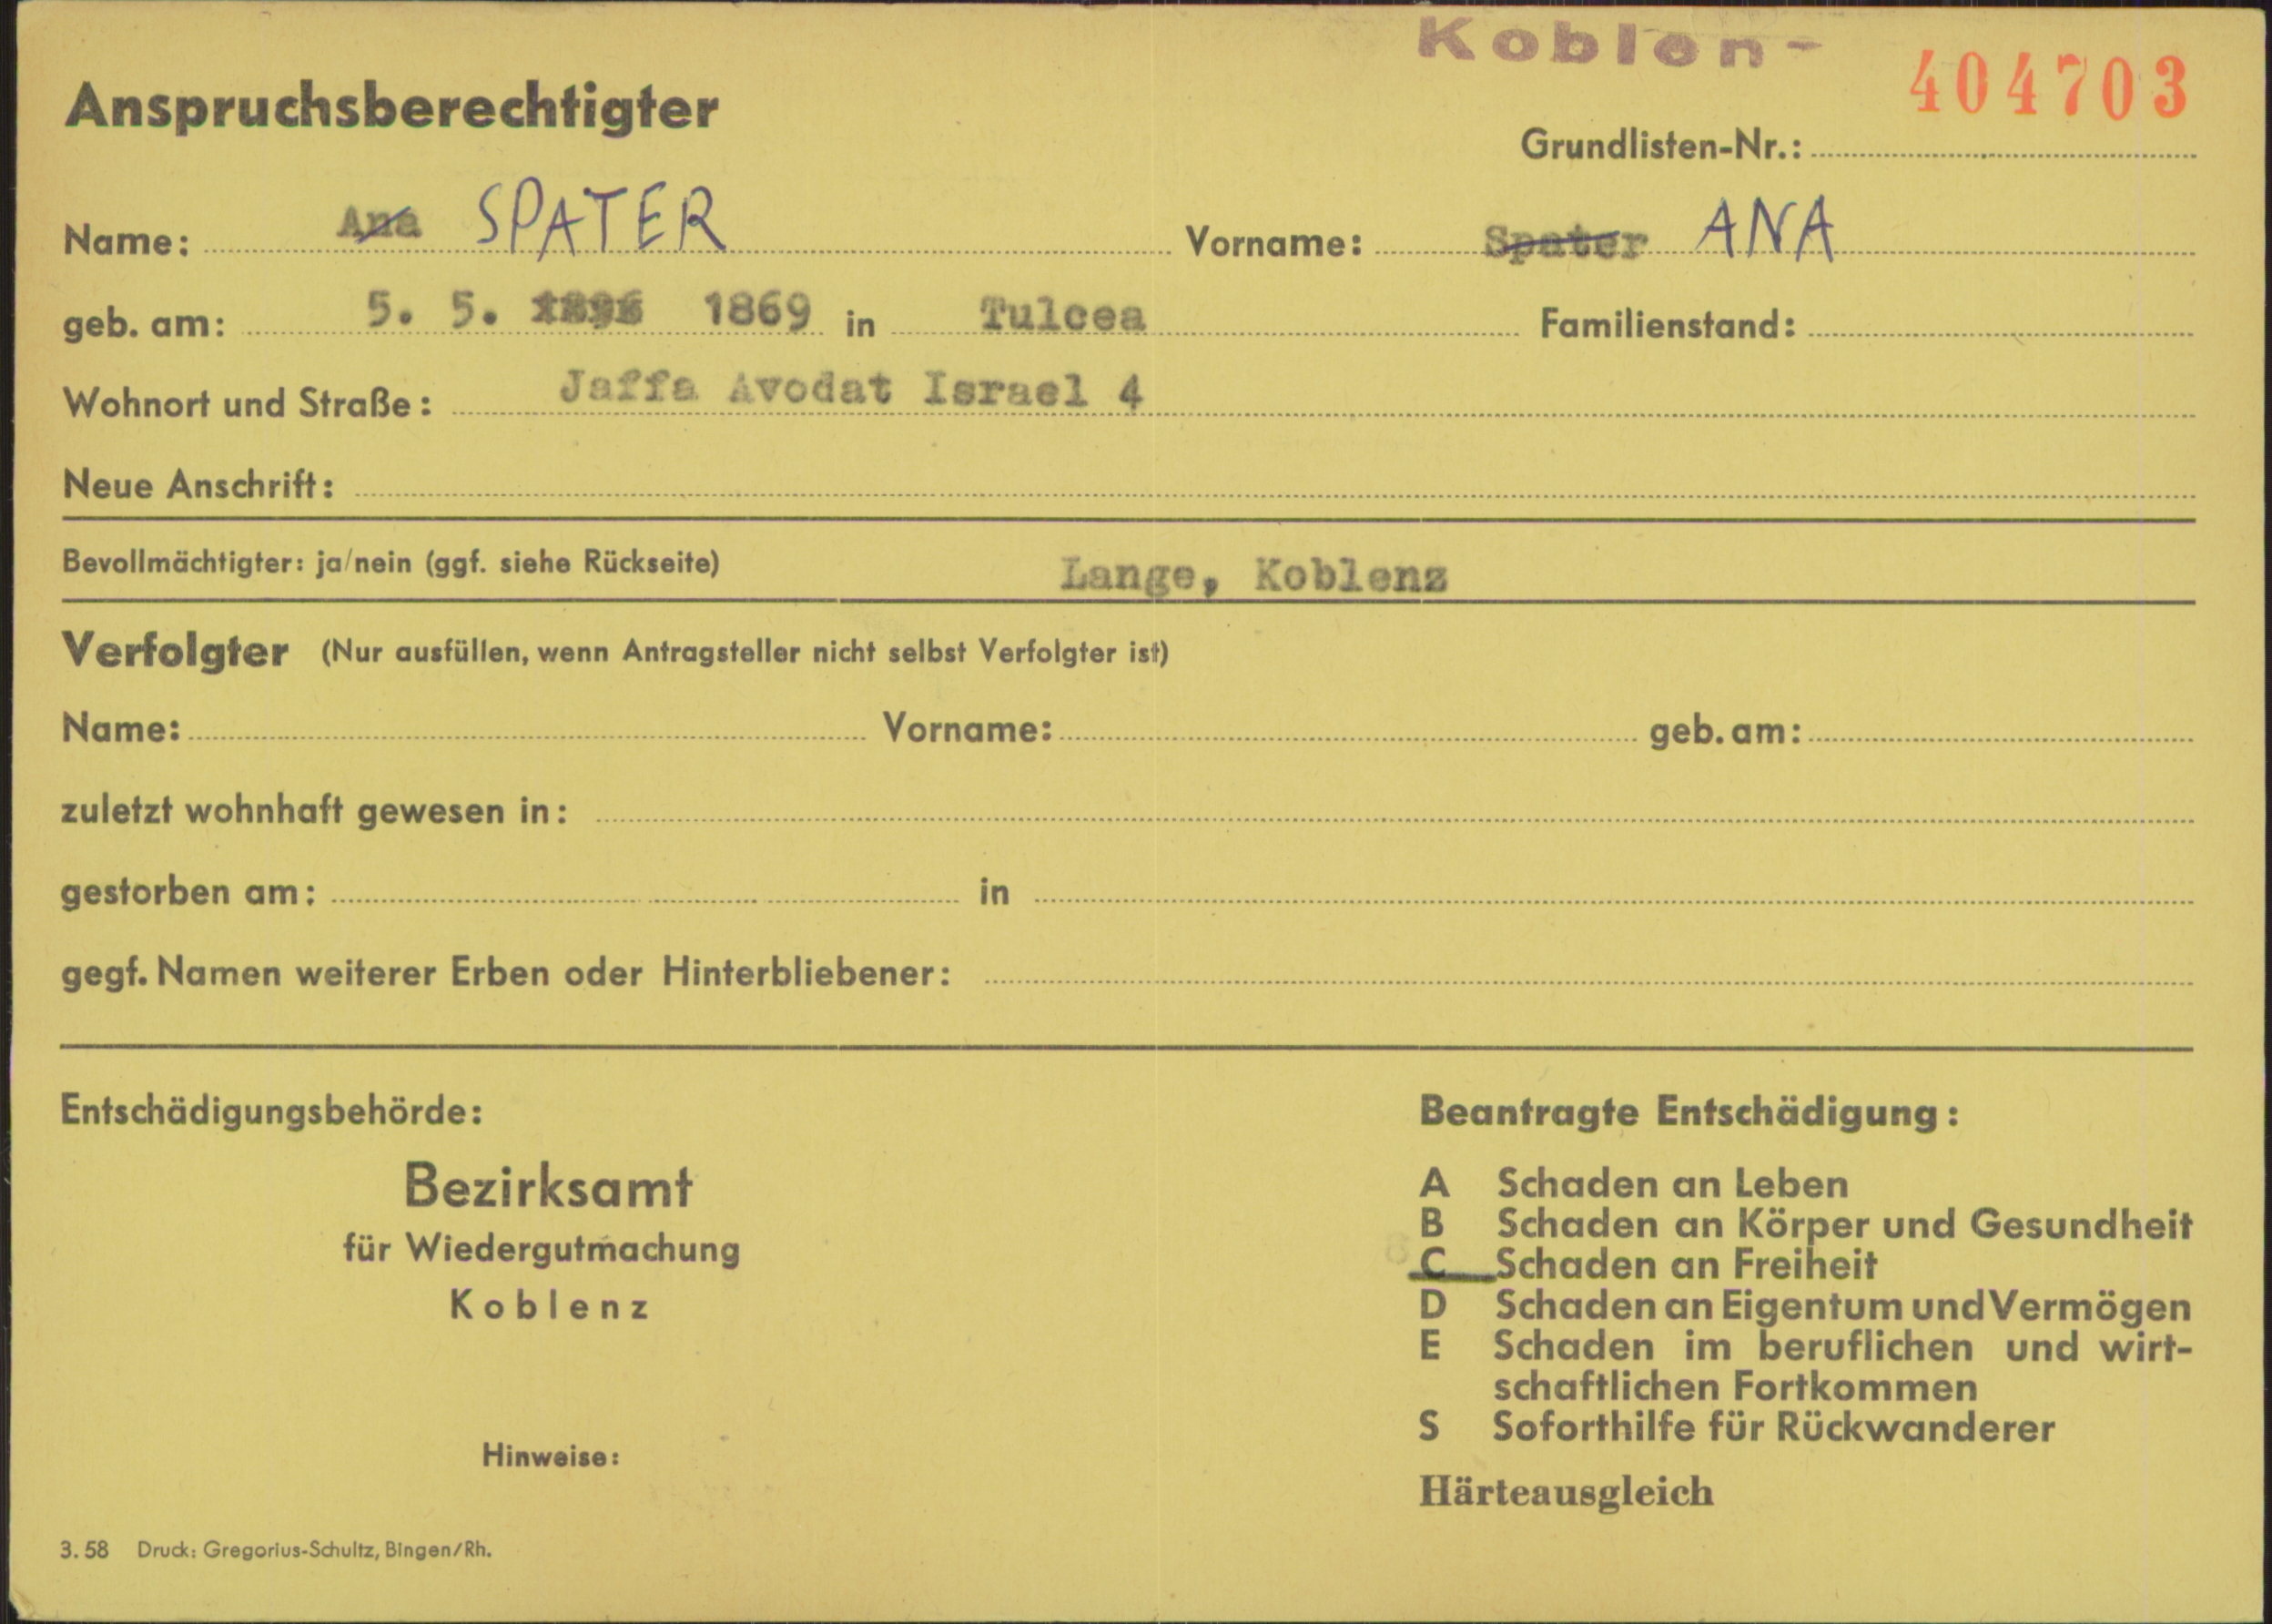 Koblen-
404703
Anspruchsberechtigter
Grundlisten-Nr.:
Name: Ana SPATER Vorname: Spater ANA
geb. am: 5. 5. 1869 in Tulcea Familienstand:
Wohnort und Straße: Jaffa Avodat Israel 4
Neue Anschrift:
Bevollmächtigter: ja/nein (ggf. siehe Rückseite) Lange, Koblenz
Verfolgter (Nur ausfüllen, wenn Antragsteller nicht selbst Verfolgter ist)
Name: Vorname: geb. am:
zuletzt wohnhaft gewesen in:
gestorben am: in
gegf. Namen weiterer Erben oder Hinterbliebener:
Entschädigungsbehörde:
Bezirksamt
für Wiedergutmachung
Koblenz
Hinweise:
Beantragte Entschädigung:
A Schaden an Leben
B Schaden an Körper und Gesundheit
C Schaden an Freiheit
D Schaden an Eigentum und Vermögen
E Schaden im beruflichen und wirt-
schaftlichen Fortkommen
S Soforthilfe für Rückwanderer
Härteausgleich
3.58 Druck: Gregorius-Schultz, Bingen/Rh.